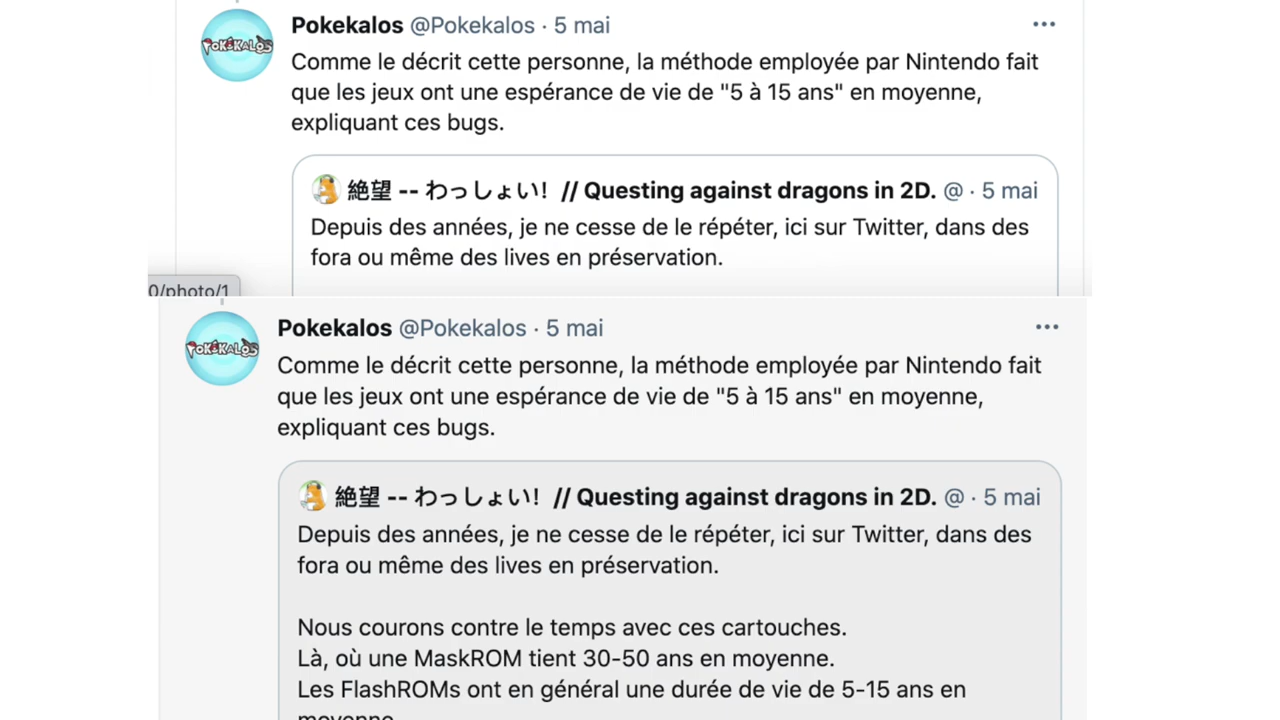 POKÉKALOS
Pokekalos @Pokekalos · 5 mai
Comme le décrit cette personne, la méthode employée par Nintendo fait
que les jeux ont une espérance de vie de "5 à 15 ans" en moyenne,
expliquant ces bugs.
絶望 -- わっしょい! // Questing against dragons in 2D. @ · 5 mai
Depuis des années, je ne cesse de le répéter, ici sur Twitter, dans des
fora ou même des lives en préservation.
0/photo/1
POKÉKALOS
Pokekalos @Pokekalos · 5 mai
Comme le décrit cette personne, la méthode employée par Nintendo fait
que les jeux ont une espérance de vie de "5 à 15 ans" en moyenne,
expliquant ces bugs.
絶望 -- わっしょい! // Questing against dragons in 2D. @ · 5 mai
Depuis des années, je ne cesse de le répéter, ici sur Twitter, dans des
fora ou même des lives en préservation.
Nous courons contre le temps avec ces cartouches.
Là, où une MaskROM tient 30-50 ans en moyenne.
Les FlashROMs ont en général une durée de vie de 5-15 ans en
moyenne